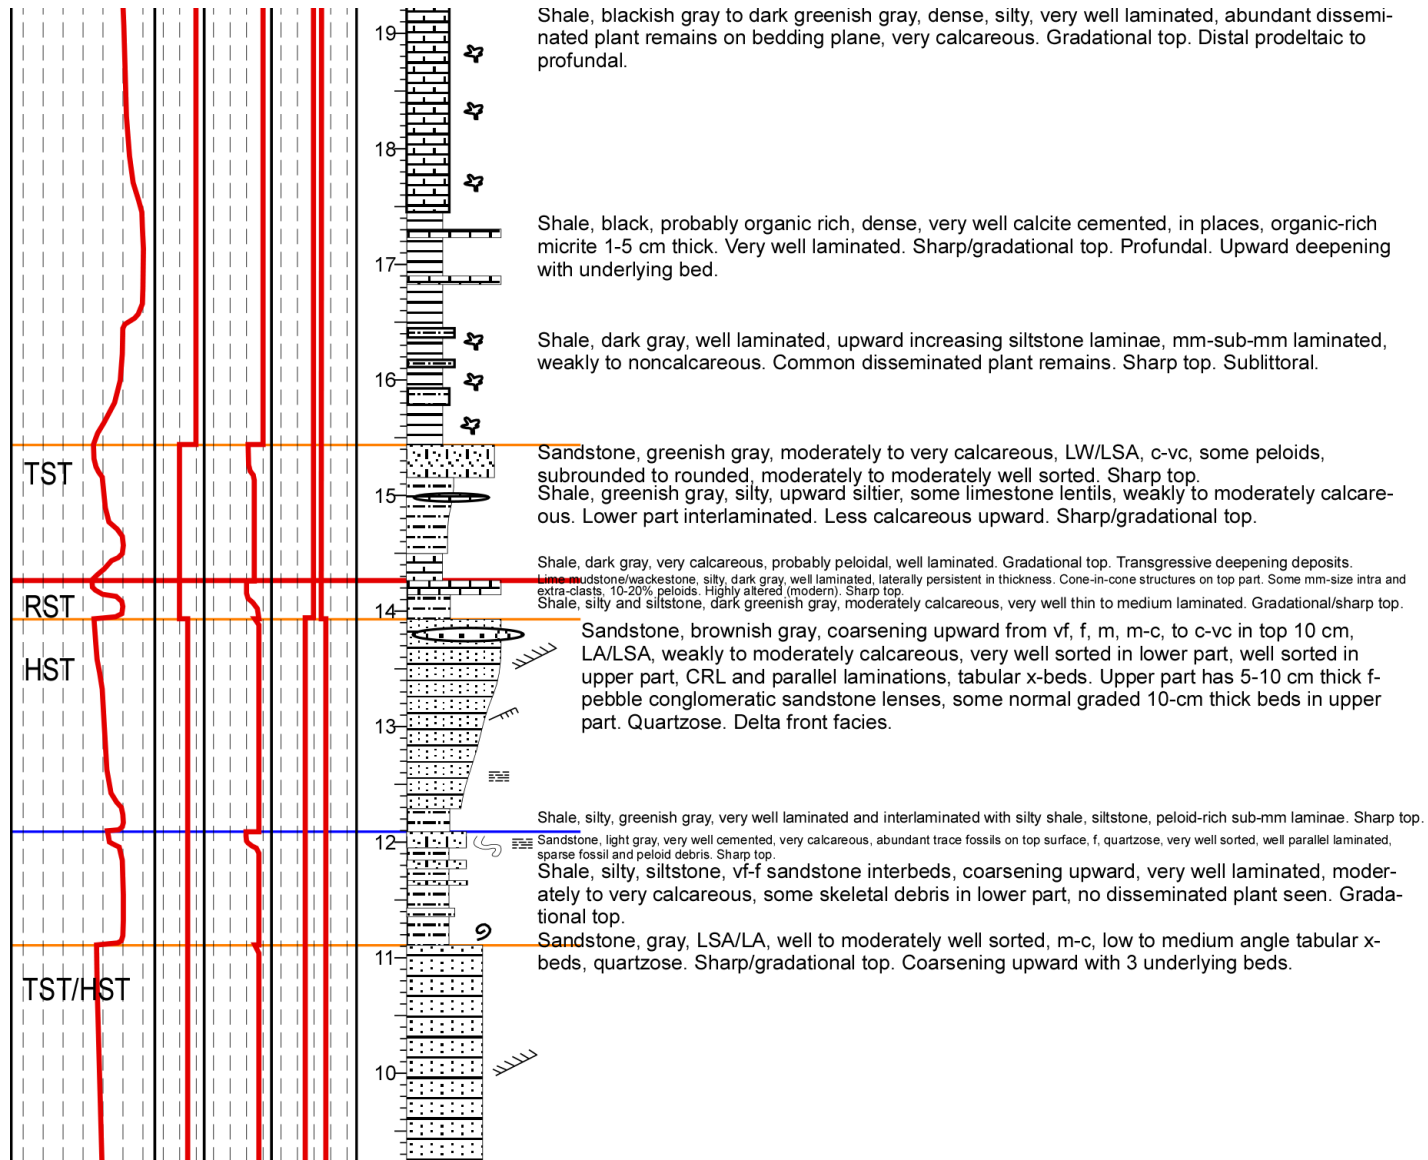 19
Shale, blackish gray to dark greenish gray, dense, silty, very well laminated, abundant dissemi-
nated plant remains on bedding plane, very calcareous. Gradational top. Distal prodeltaic to
profundal.
18
Shale, black, probably organic rich, dense, very well calcite cemented, in places, organic-rich
micrite 1-5 cm thick. Very well laminated. Sharp/gradational top. Profundal. Upward deepening
with underlying bed.
17
Shale, dark gray, well laminated, upward increasing siltstone laminae, mm-sub-mm laminated,
weakly to noncalcareous. Common disseminated plant remains. Sharp top. Sublittoral.
16
TST
Sandstone, greenish gray, moderately to very calcareous, LW/LSA, c-vc, some peloids,
subrounded to rounded, moderately to moderately well sorted. Sharp top.
15
Shale, greenish gray, silty, upward siltier, some limestone lentils, weakly to moderately calcare-
ous. Lower part interlaminated. Less calcareous upward. Sharp/gradational top.
Shale, dark gray, very calcareous, probably peloidal, well laminated. Gradational top. Transgressive deepening deposits.
Lime mudstone/wackestone, silty, dark gray, well laminated, laterally persistent in thickness. Cone-in-cone structures on top part. Some mm-size intra and
extra-clasts, 10-20% peloids. Highly altered (modern). Sharp top.
RST
14
Shale, silty and siltstone, dark greenish gray, moderately calcareous, very well thin to medium laminated. Gradational/sharp top.
HST
Sandstone, brownish gray, coarsening upward from vf, f, m, m-c, to c-vc in top 10 cm,
LA/LSA, weakly to moderately calcareous, very well sorted in lower part, well sorted in
upper part, CRL and parallel laminations, tabular x-beds. Upper part has 5-10 cm thick f-
pebble conglomeratic sandstone lenses, some normal graded 10-cm thick beds in upper
part. Quartzose. Delta front facies.
13
Shale, silty, greenish gray, very well laminated and interlaminated with silty shale, siltstone, peloid-rich sub-mm laminae. Sharp top.
12
Sandstone, light gray, very well cemented, very calcareous, abundant trace fossils on top surface, f, quartzose, very well sorted, well parallel laminated,
sparse fossil and peloid debris. Sharp top.
Shale, silty, siltstone, vf-f sandstone interbeds, coarsening upward, very well laminated, moder-
ately to very calcareous, some skeletal debris in lower part, no disseminated plant seen. Grada-
tional top.
11
Sandstone, gray, LSA/LA, well to moderately well sorted, m-c, low to medium angle tabular x-
beds, quartzose. Sharp/gradational top. Coarsening upward with 3 underlying beds.
TST/HST
10